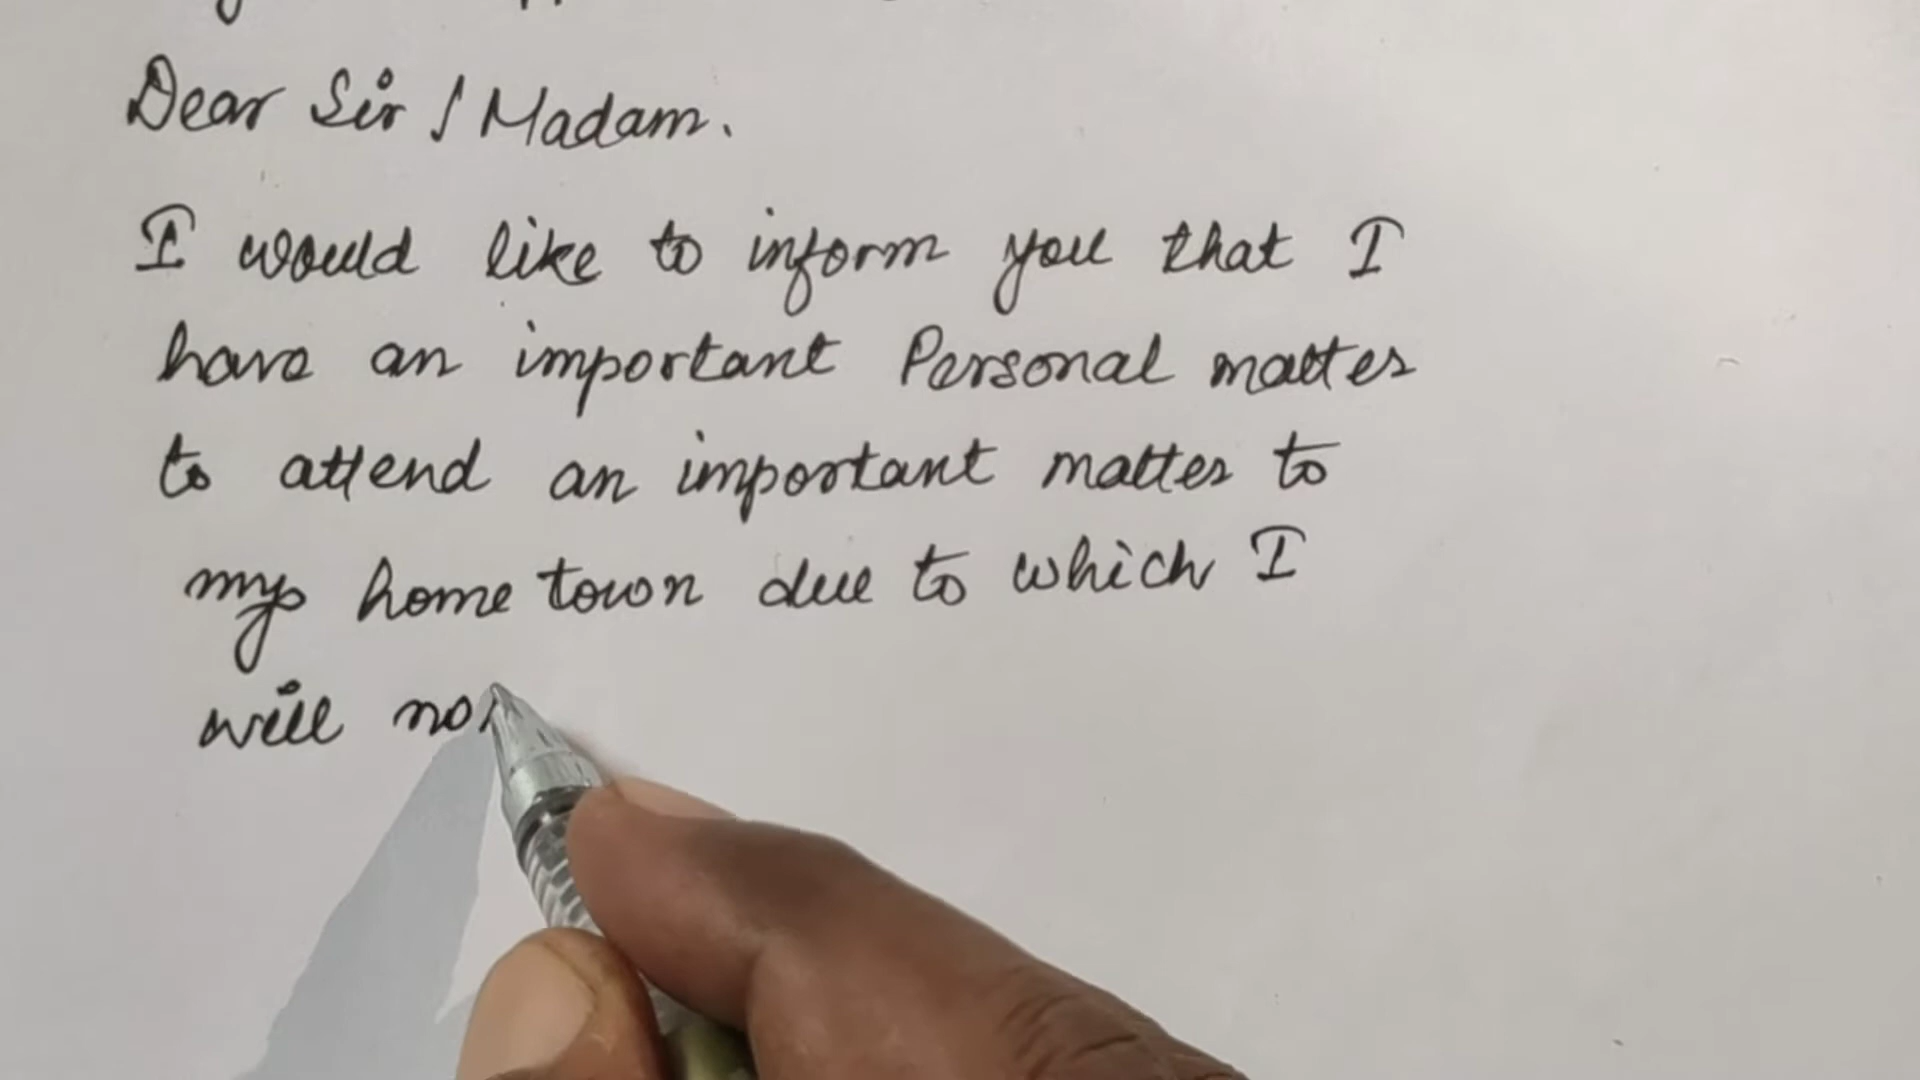 Dear Sir / Madam.
I would like to inform you that I
have an important Personal matter
to attend an important matter to
my home town due to which I
will no